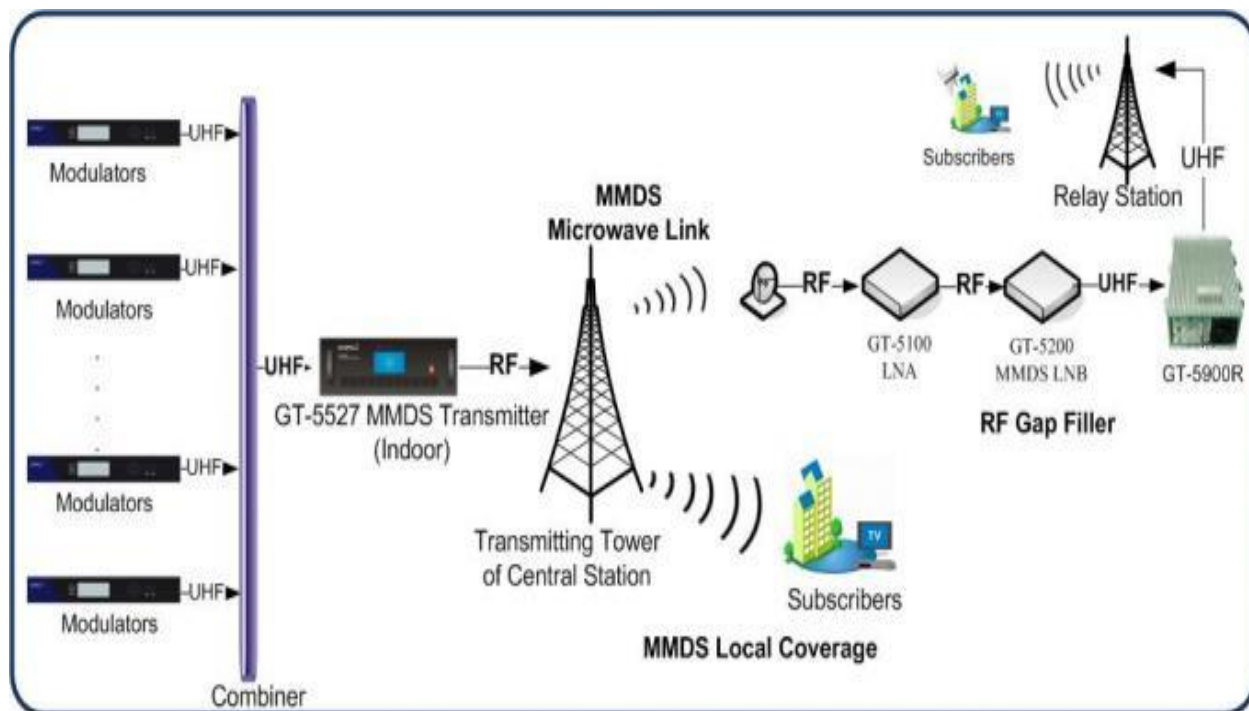 UHF
Modulators
UHF
Modulators
UHF
Modulators
UHF
Modulators
Combiner
UHF
GT-5527 MMDS Transmitter
(Indoor)
RF
MMDS
Microwave Link
Transmitting Tower
of Central Station
RF
GT-5100
LNA
RF
GT-5200
MMDS LNB
UHF
GT-5900R
RF Gap Filler
UHF
Relay Station
Subscribers
TV
Subscribers
MMDS Local Coverage